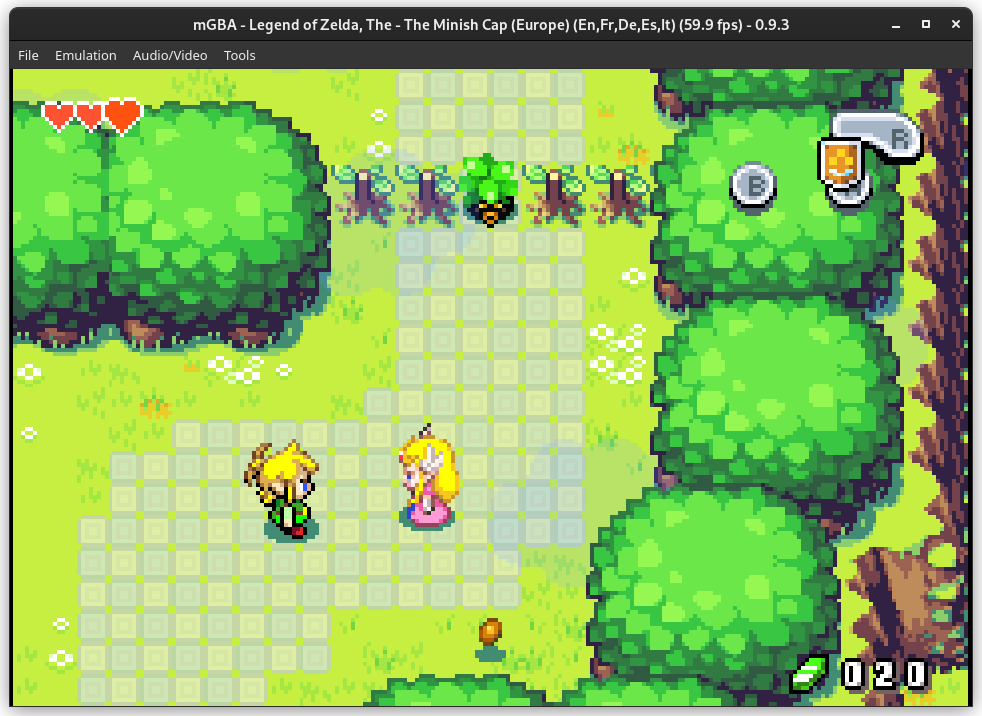 mGBA - Legend of Zelda, The - The Minish Cap (Europe) (En,Fr,De,Es,It) (59.9 fps) - 0.9.3
File Emulation Audio/Video Tools
R
B
020